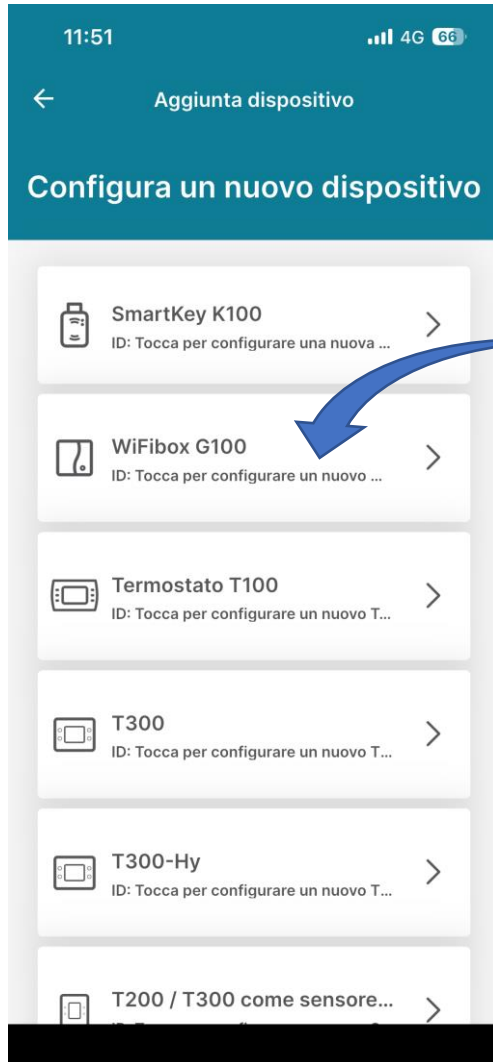 11:51 4G 66
Aggiunta dispositivo
Configura un nuovo dispositivo
SmartKey K100
ID: Tocca per configurare una nuova ...
WiFibox G100
ID: Tocca per configurare un nuovo ...
Termostato T100
ID: Tocca per configurare un nuovo T...
T300
ID: Tocca per configurare un nuovo T...
T300-Hy
ID: Tocca per configurare un nuovo T...
T200 / T300 come sensore...